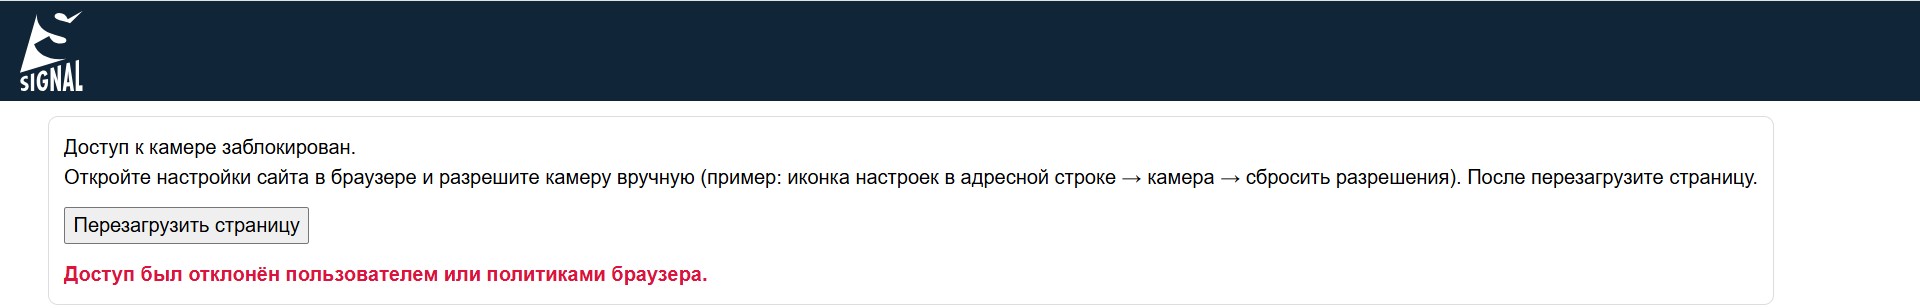 SIGNAL
Доступ к камере заблокирован.
Откройте настройки сайта в браузере и разрешите камеру вручную (пример: иконка настроек в адресной строке → камера → сбросить разрешения). После перезагрузите страницу.
Перезагрузить страницу
Доступ был отклонён пользователем или политиками браузера.